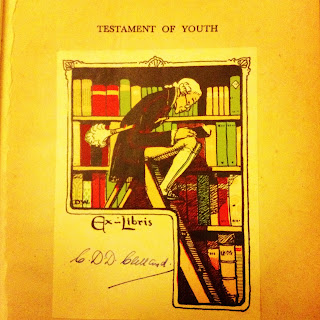 TESTAMENT OF YOUTH
Ex-Libris
C. D. D.